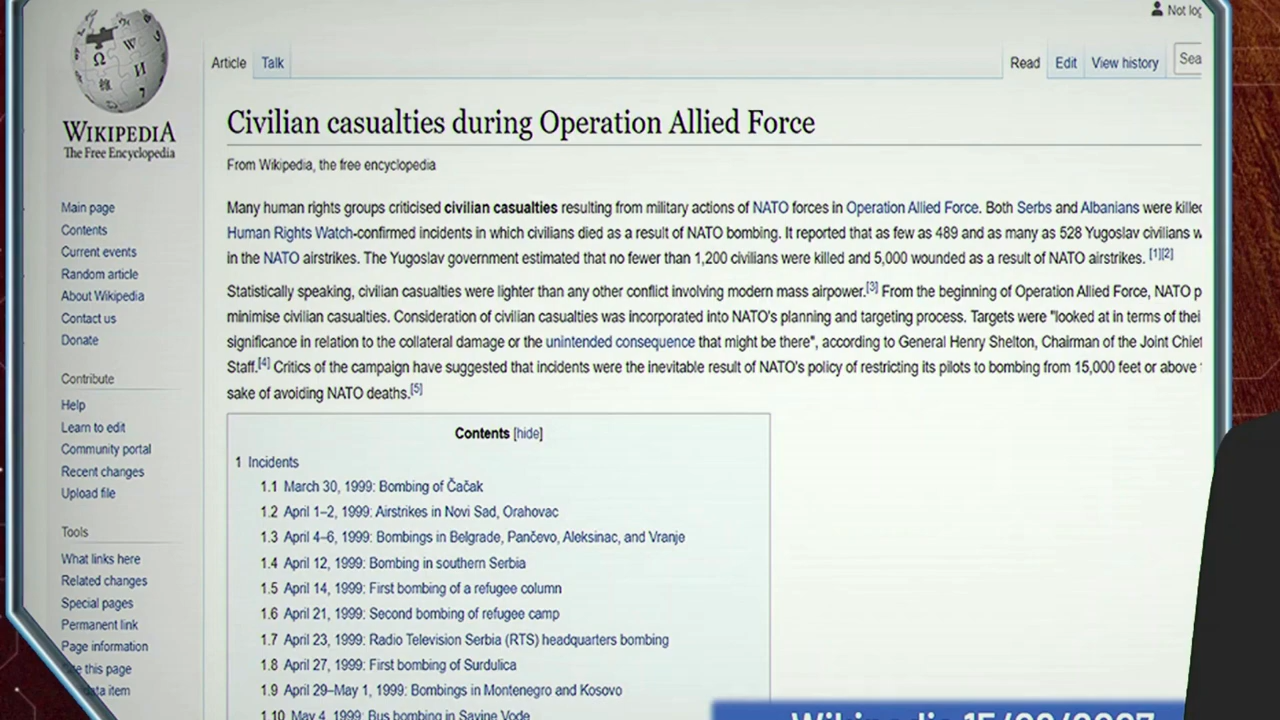 Not
Article Talk Read Edit View history
WIKIPEDIA
The Free Encyclopedia
Main page
Contents
Current events
Random article
About Wikipedia
Contact us
Donate
Contribute
Help
Learn to edit
Community portal
Recent changes
Upload file
Tools
What links here
Related changes
Special pages
Permanent link
Page information
this page
item
Civilian casualties during Operation Allied Force
From Wikipedia, the free encyclopedia
Many human rights groups criticised civilian casualties resulting from military actions of NATO forces in Operation Allied Force. Both Serbs and Albanians were killed
Human Rights Watch-confirmed incidents in which civilians died as a result of NATO bombing. It reported that as few as 489 and as many as 528 Yugoslav civilians
in the NATO airstrikes. The Yugoslav government estimated that no fewer than 1,200 civilians were killed and 5,000 wounded as a result of NATO airstrikes. [1][2]
Statistically speaking, civilian casualties were lighter than any other conflict involving modern mass airpower.[3] From the beginning of Operation Allied Force, NATO
minimise civilian casualties. Consideration of civilian casualties was incorporated into NATO's planning and targeting process. Targets were "looked at in terms of
significance in relation to the collateral damage or the unintended consequence that might be there", according to General Henry Shelton, Chairman of the Joint
Staff.[4] Critics of the campaign have suggested that incidents were the inevitable result of NATO's policy of restricting its pilots to bombing from 15,000 feet or above
sake of avoiding NATO deaths.[5]
Contents [hide]
1 Incidents
1.1 March 30, 1999: Bombing of Čačak
1.2 April 1–2, 1999: Airstrikes in Novi Sad, Orahovac
1.3 April 4–6, 1999: Bombings in Belgrade, Pančevo, Aleksinac, and Vranje
1.4 April 12, 1999: Bombing in southern Serbia
1.5 April 14, 1999: First bombing of a refugee column
1.6 April 21, 1999: Second bombing of refugee camp
1.7 April 23, 1999: Radio Television Serbia (RTS) headquarters bombing
1.8 April 27, 1999: First bombing of Surdulica
1.9 April 29–May 1, 1999: Bombings in Montenegro and Kosovo
1.10 May 4, 1999: Bus bombing in Savine Vode
Wikipedia